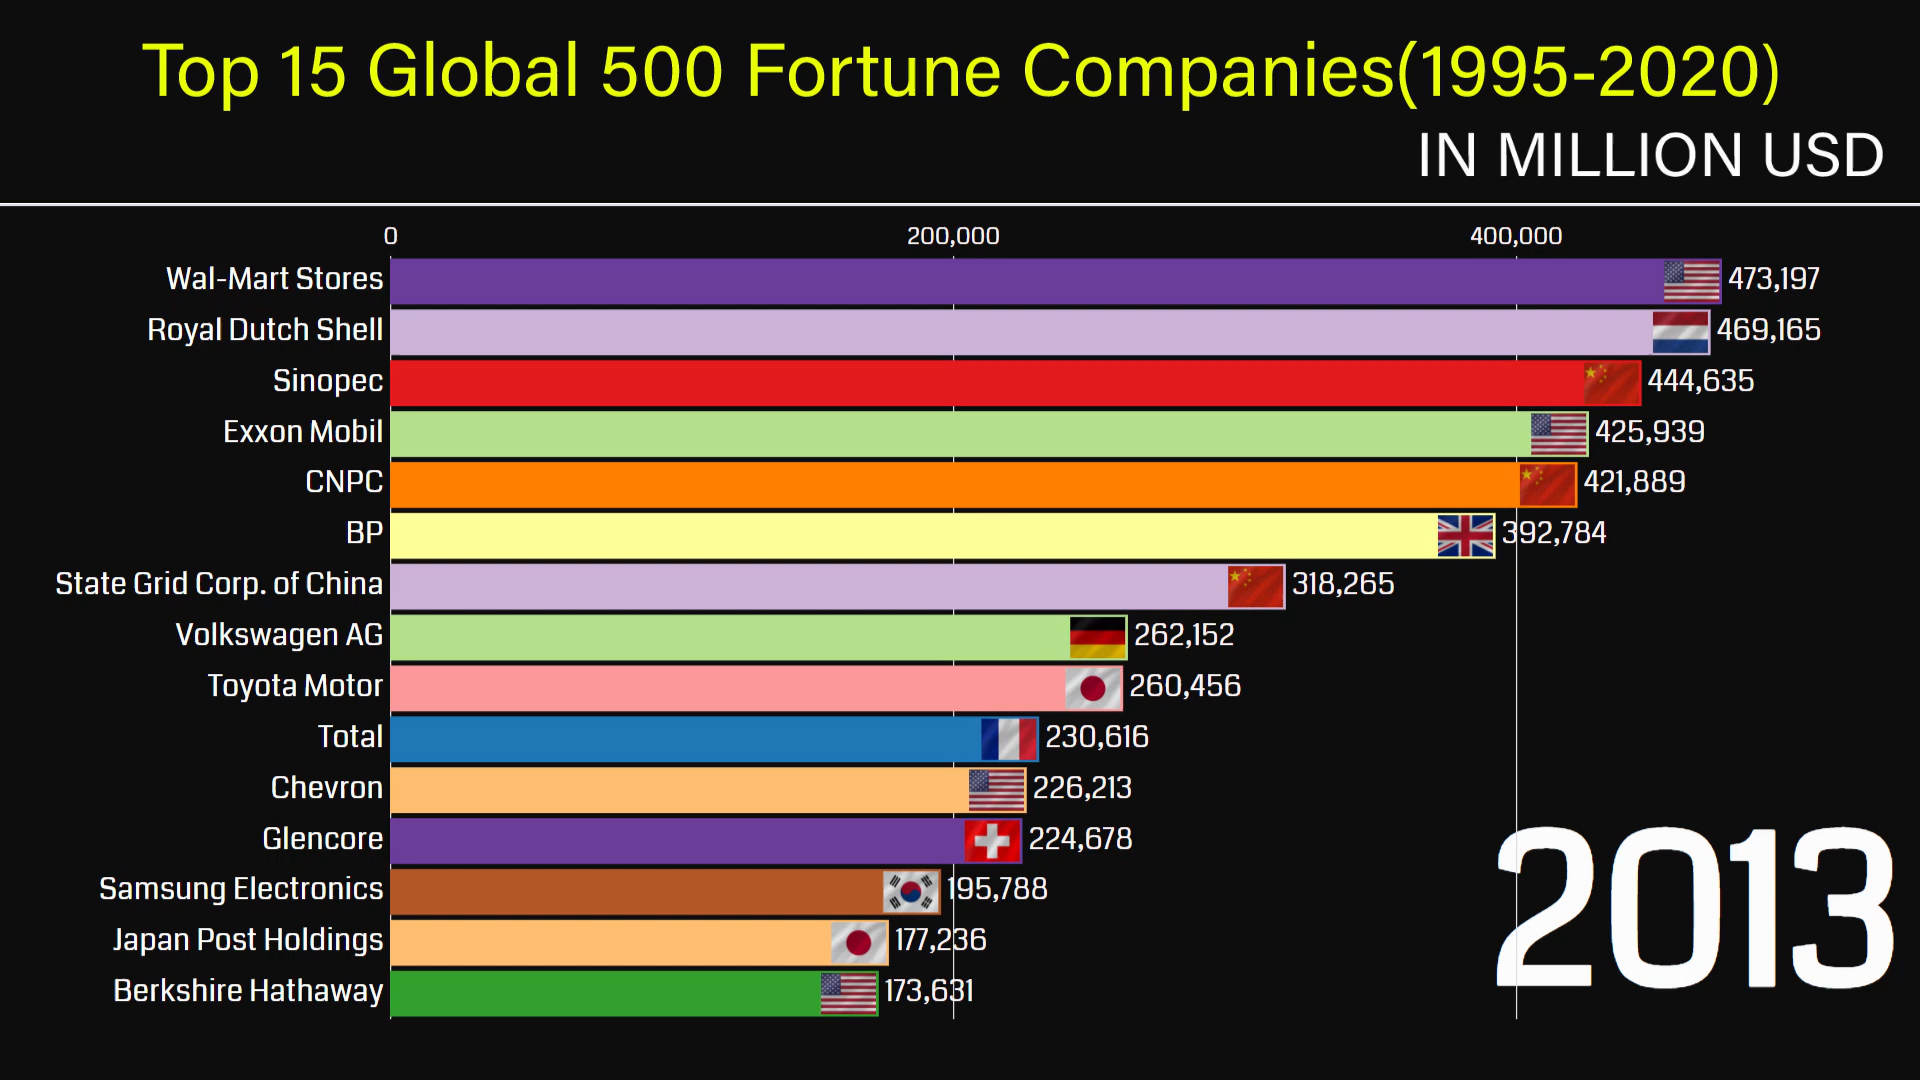 Top 15 Global 500 Fortune Companies(1995-2020)
IN MILLION USD
0 200,000 400,000
Wal-Mart Stores 473,197
Royal Dutch Shell 469,165
Sinopec 444,635
Exxon Mobil 425,939
CNPC 421,889
BP 392,784
State Grid Corp. of China 318,265
Volkswagen AG 262,152
Toyota Motor 260,456
Total 230,616
Chevron 226,213
Glencore 224,678
Samsung Electronics 195,788
Japan Post Holdings 177,236
Berkshire Hathaway 173,631
2013